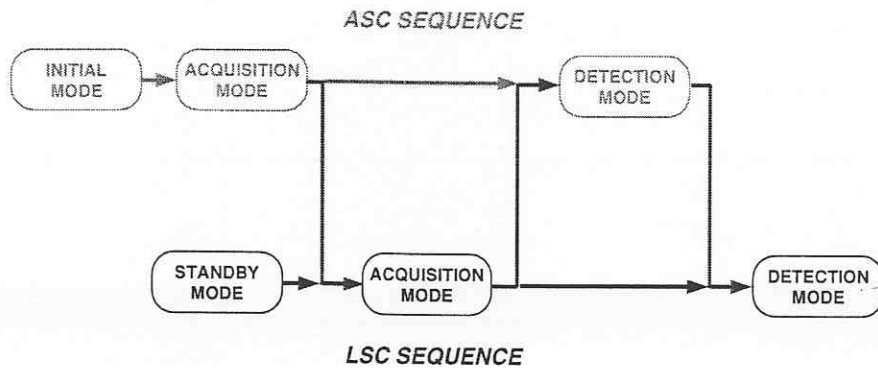 ASC SEQUENCE
INITIAL
MODE
ACQUISITION
MODE
DETECTION
MODE
STANDBY
MODE
ACQUISITION
MODE
DETECTION
MODE
LSC SEQUENCE